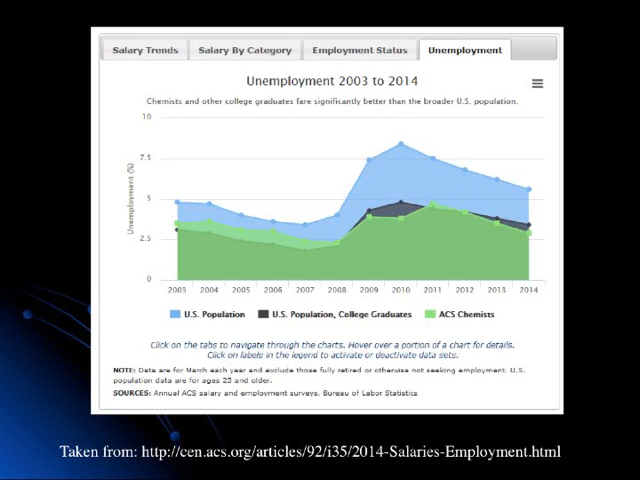 Salary Trends
Salary By Category
Employment Status
Unemployment
Unemployment 2003 to 2014
Chemists and other college graduates fare significantly better than the broader U.S. population.
10
7.5
5
2.5
0
Unemployment (%)
2003 2004 2005 2006 2007 2008 2009 2010 2011 2012 2013 2014
U.S. Population U.S. Population, College Graduates ACS Chemists
Click on the tabs to navigate through the charts. Hover over a portion of a chart for details.
Click on labels in the legend to activate or deactivate data sets.
NOTE: Data are for March each year and exclude those fully retired or otherwise not seeking employment. U.S.
population data are for ages 25 and older.
SOURCES: Annual ACS salary and employment surveys, Bureau of Labor Statistics
Taken from: http://cen.acs.org/articles/92/i35/2014-Salaries-Employment.html